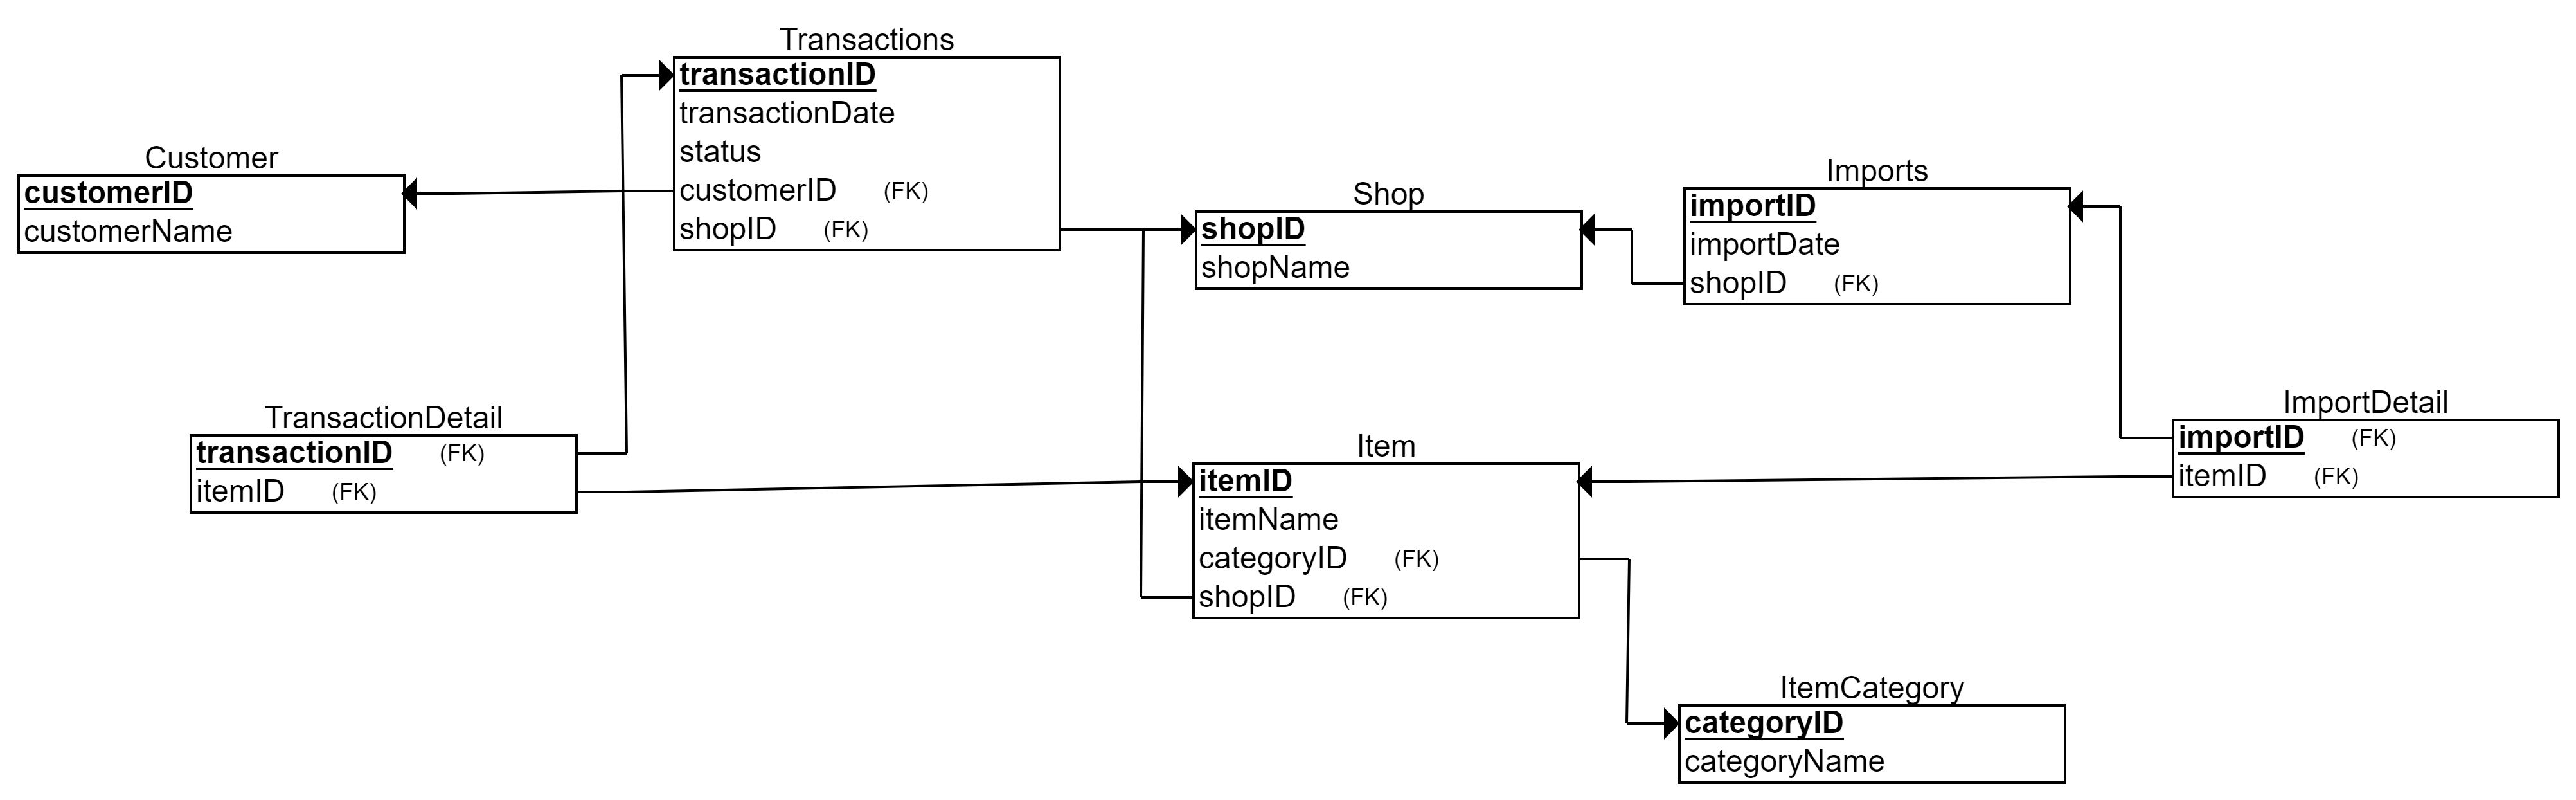 Transactions
transactionID
transactionDate
status
customerID (FK)
shopID (FK)
Customer
customerID
customerName
Shop
shopID
shopName
Imports
importID
importDate
shopID (FK)
TransactionDetail
transactionID (FK)
itemID (FK)
Item
itemID
itemName
categoryID (FK)
shopID (FK)
ImportDetail
importID (FK)
itemID (FK)
ItemCategory
categoryID
categoryName